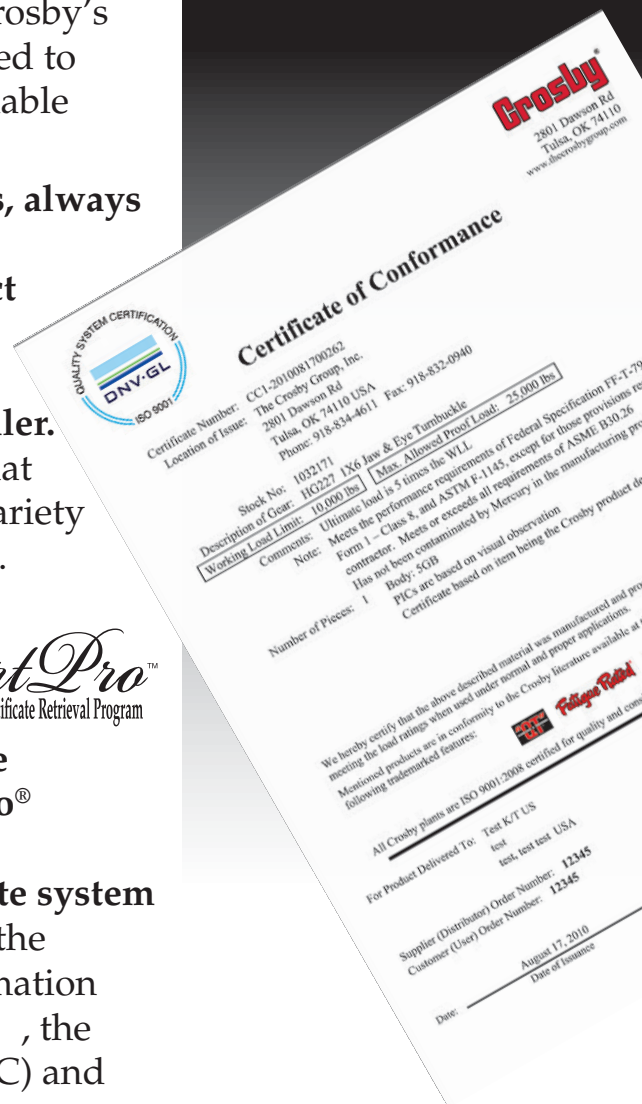 rosby's
ed to
able
s, always
ct
ler.
at
ariety
.
rtPro™
ificate Retrieval Program
e
o®
te system
the
nation
, the
C) and
Crosby®
2801 Dawson Rd
Tulsa, OK 74110
www.thecrosbygroup.com
QUALITY SYSTEM CERTIFICATION
DNV·GL
ISO 9001
Certificate of Conformance
Certificate Number: CC1-2010081700262
Location of Issue: The Crosby Group, Inc.
2801 Dawson Rd
Tulsa, OK 74110 USA
Phone: 918-834-4611 Fax: 918-832-0940
Stock No: 1032171
Description of Gear: HG227 1X6 Jaw & Eye Turnbuckle
Working Load Limit: 10,000 lbs Max. Allowed Proof Load: 25,000 lbs
Comments: Ultimate load is 5 times the WLL
Note: Meets the performance requirements of Federal Specification FF-T-79
Form 1 – Class 8, and ASTM F-1145, except for those provisions re
contractor. Meets or exceeds all requirements of ASME B30.26
Has not been contaminated by Mercury in the manufacturing pro
Body: 5GB
Number of Pieces: 1
PICs are based on visual observation
Certificate based on item being the Crosby product de
We hereby certify that the above described material was manufactured and pro
meeting the load ratings when used under normal and proper applications.
Mentioned products are in conformity to the Crosby literature available at t
following trademarked features:
QT Fatigue Rated
All Crosby plants are ISO 9001:2008 certified for quality and cons
For Product Delivered To: Test K/T US
test
test, test test USA
Supplier (Distributor) Order Number: 12345
Customer (User) Order Number: 12345
Date: August 17, 2010
Date of Issuance